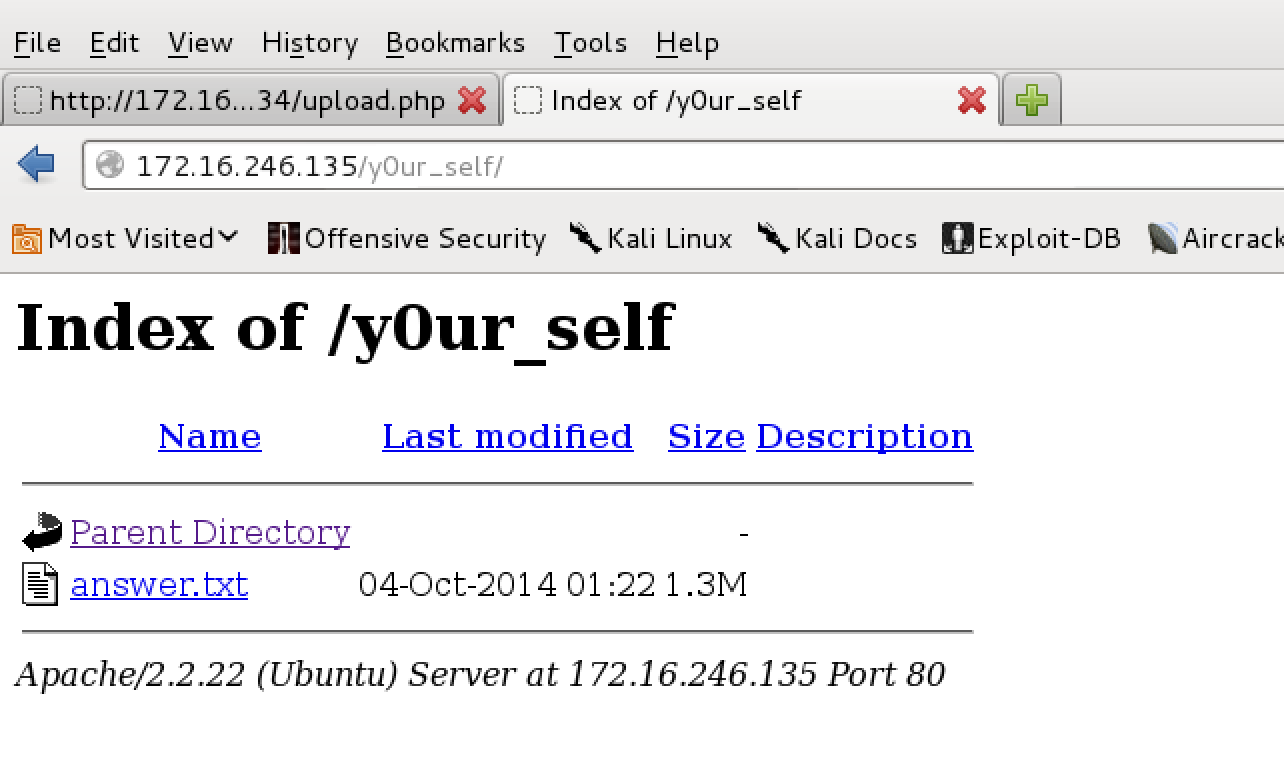 File Edit View History Bookmarks Tools Help
http://172.16...34/upload.php Index of /y0ur_self
172.16.246.135/y0ur_self/
Most Visited Offensive Security Kali Linux Kali Docs Exploit-DB Aircrack
Index of /y0ur_self
Name Last modified Size Description
Parent Directory -
answer.txt 04-Oct-2014 01:22 1.3M
Apache/2.2.22 (Ubuntu) Server at 172.16.246.135 Port 80